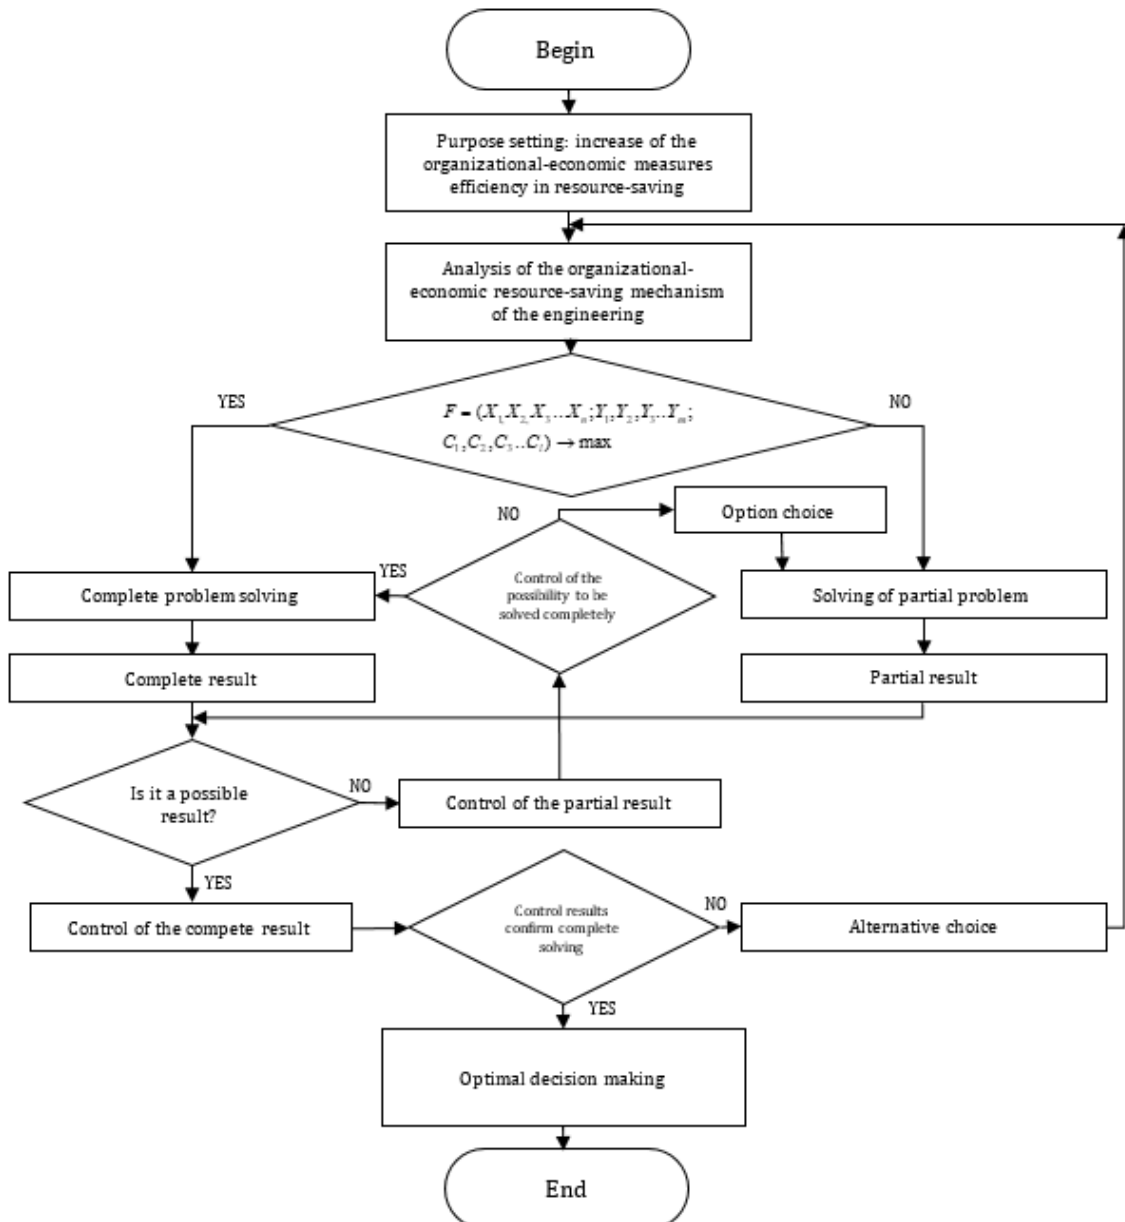 Begin
Purpose setting: increase of the
organizational-economic measures
efficiency in resource-saving
Analysis of the organizational-
economic resource-saving mechanism
of the engineering
YES
NO
F = (X₁,X₂,X₃...Xₙ;Y₁,Y₂,Y₃..Yₘ;
C₁,C₂,C₃..Cₗ) → max
NO
Option choice
YES
Complete problem solving
Control of the
possibility to be
solved completely
Solving of partial problem
Complete result
Partial result
Is it a possible
result?
NO
Control of the partial result
YES
Control of the compete result
Control results
confirm complete
solving
NO
Alternative choice
YES
Optimal decision making
End